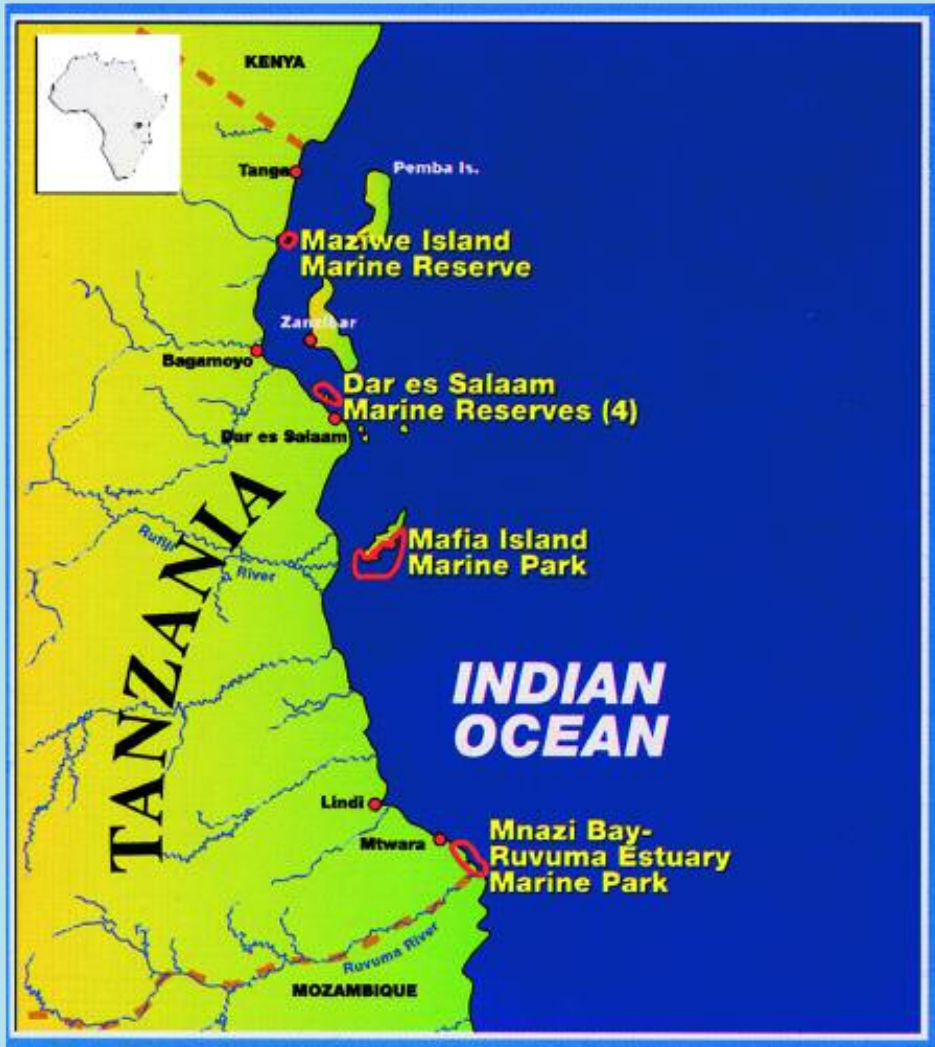 KENYA
Tanga
Pemba Is.
Maziwe Island
Marine Reserve
Zanzibar
Bagamoyo
Dar es Salaam
Marine Reserves (4)
Dar es Salaam
TANZANIA
Rufiji
River
Mafia Island
Marine Park
INDIAN
OCEAN
Lindi
Mtwara
Mnazi Bay-
Ruvuma Estuary
Marine Park
Ruvuma River
MOZAMBIQUE